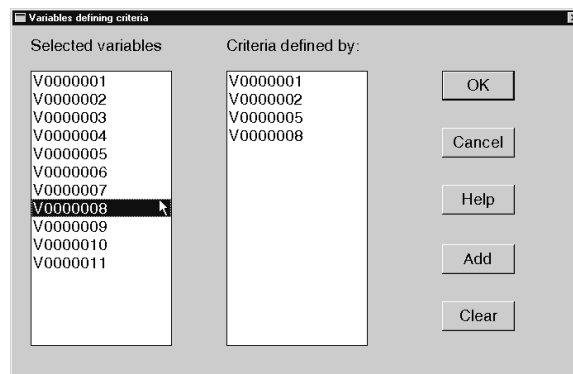 Variables defining criteria
Selected variables
V0000001
V0000002
V0000003
V0000004
V0000005
V0000006
V0000007
V0000008
V0000009
V0000010
V0000011
Criteria defined by:
V0000001
V0000002
V0000005
V0000008
OK
Cancel
Help
Add
Clear